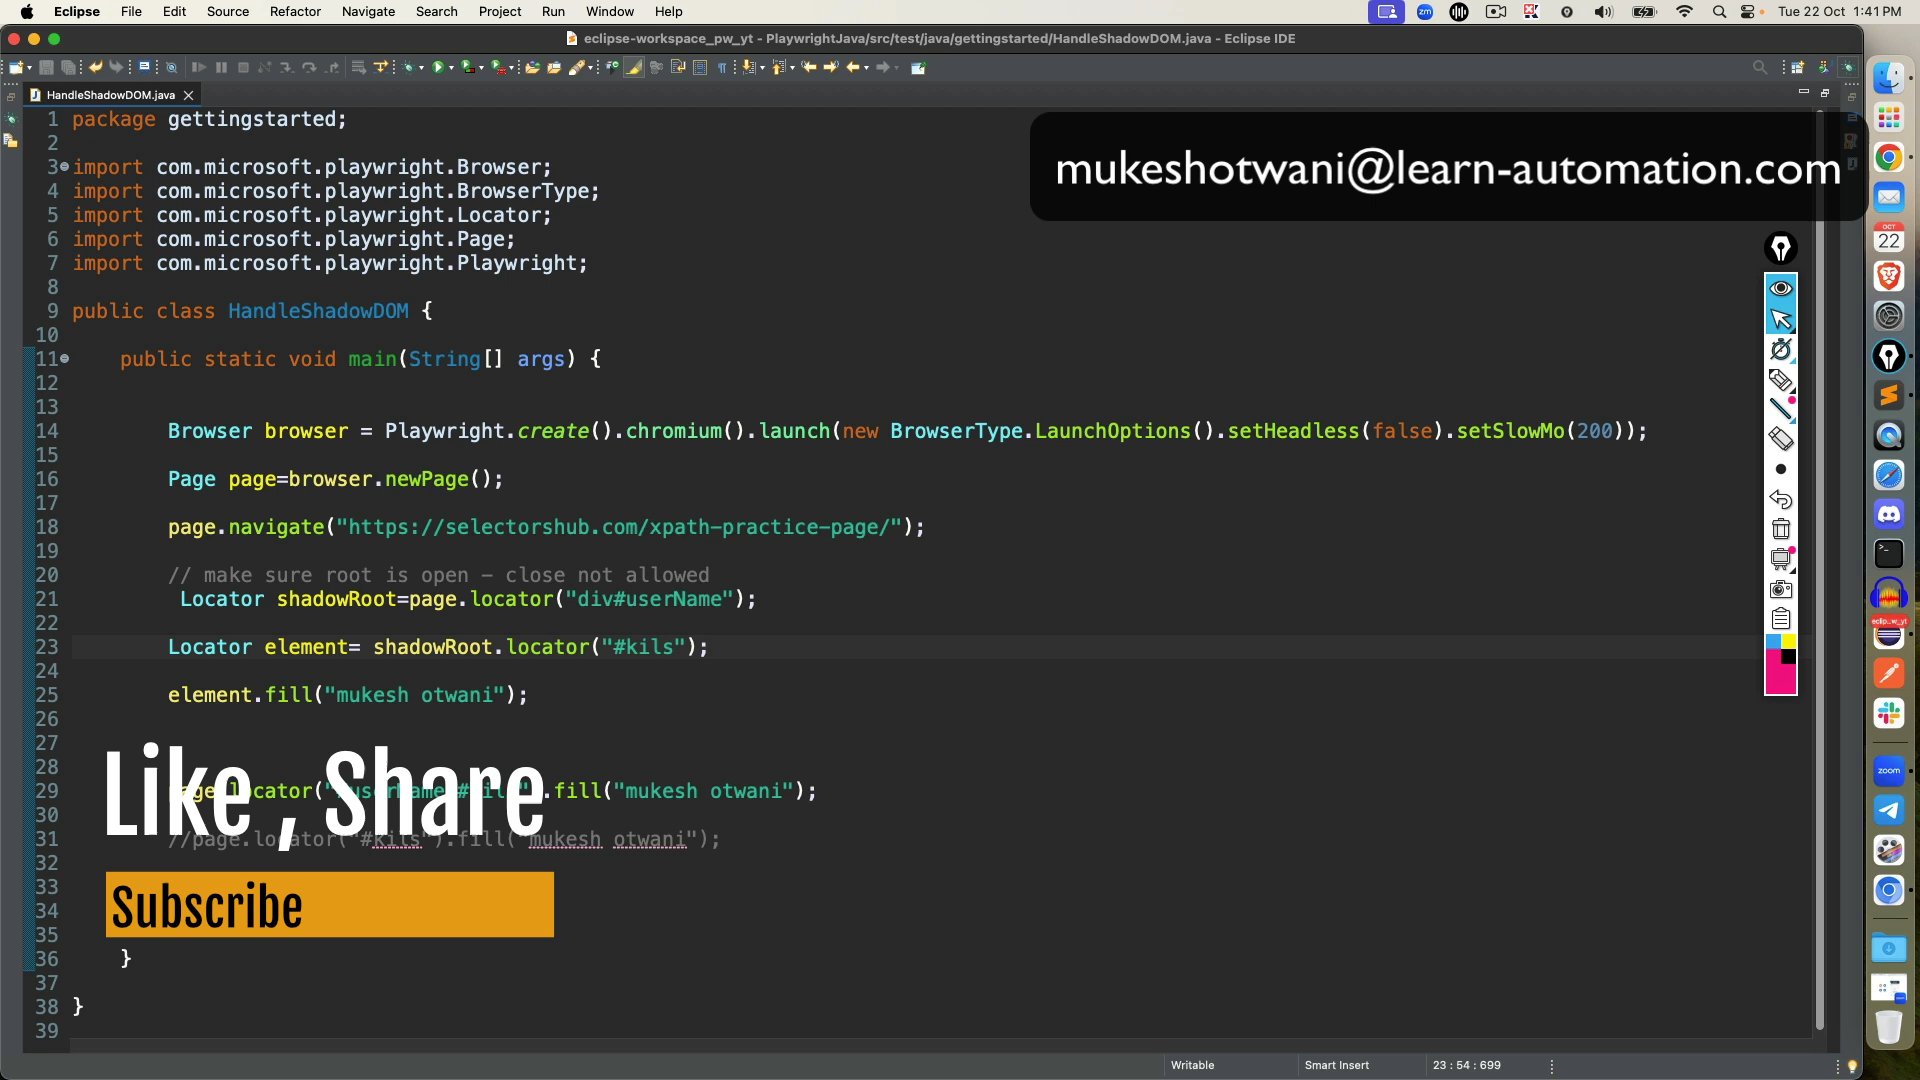 Eclipse File Edit Source Refactor Navigate Search Project Run Window Help
zm
Tue 22 Oct 1:41 PM
eclipse-workspace_pw_yt - PlaywrightJava/src/test/java/gettingstarted/HandleShadowDOM.java - Eclipse IDE
HandleShadowDOM.java
1 package gettingstarted;
2
3 import com.microsoft.playwright.Browser;
4 import com.microsoft.playwright.BrowserType;
5 import com.microsoft.playwright.Locator;
6 import com.microsoft.playwright.Page;
7 import com.microsoft.playwright.Playwright;
8
9 public class HandleShadowDOM {
10
11 public static void main(String[] args) {
12
13
14 Browser browser = Playwright.create().chromium().launch(new BrowserType.LaunchOptions().setHeadless(false).setSlowMo(200));
15
16 Page page=browser.newPage();
17
18 page.navigate("https://selectorshub.com/xpath-practice-page/");
19
20 // make sure root is open – close not allowed
21 Locator shadowRoot=page.locator("div#userName");
22
23 Locator element= shadowRoot.locator("#kils");
24
25 element.fill("mukesh otwani");
26
27
28
29 .fill("mukesh otwani");
30
31 //page.locator("#kils").fill("mukesh otwani");
32
33
34
35
36 }
37
38 }
39
mukeshotwani@learn-automation.com
Like , Share
Subscribe
OCT
22
eclip..w_yt
zoom
Writable
Smart Insert
23 : 54 : 699